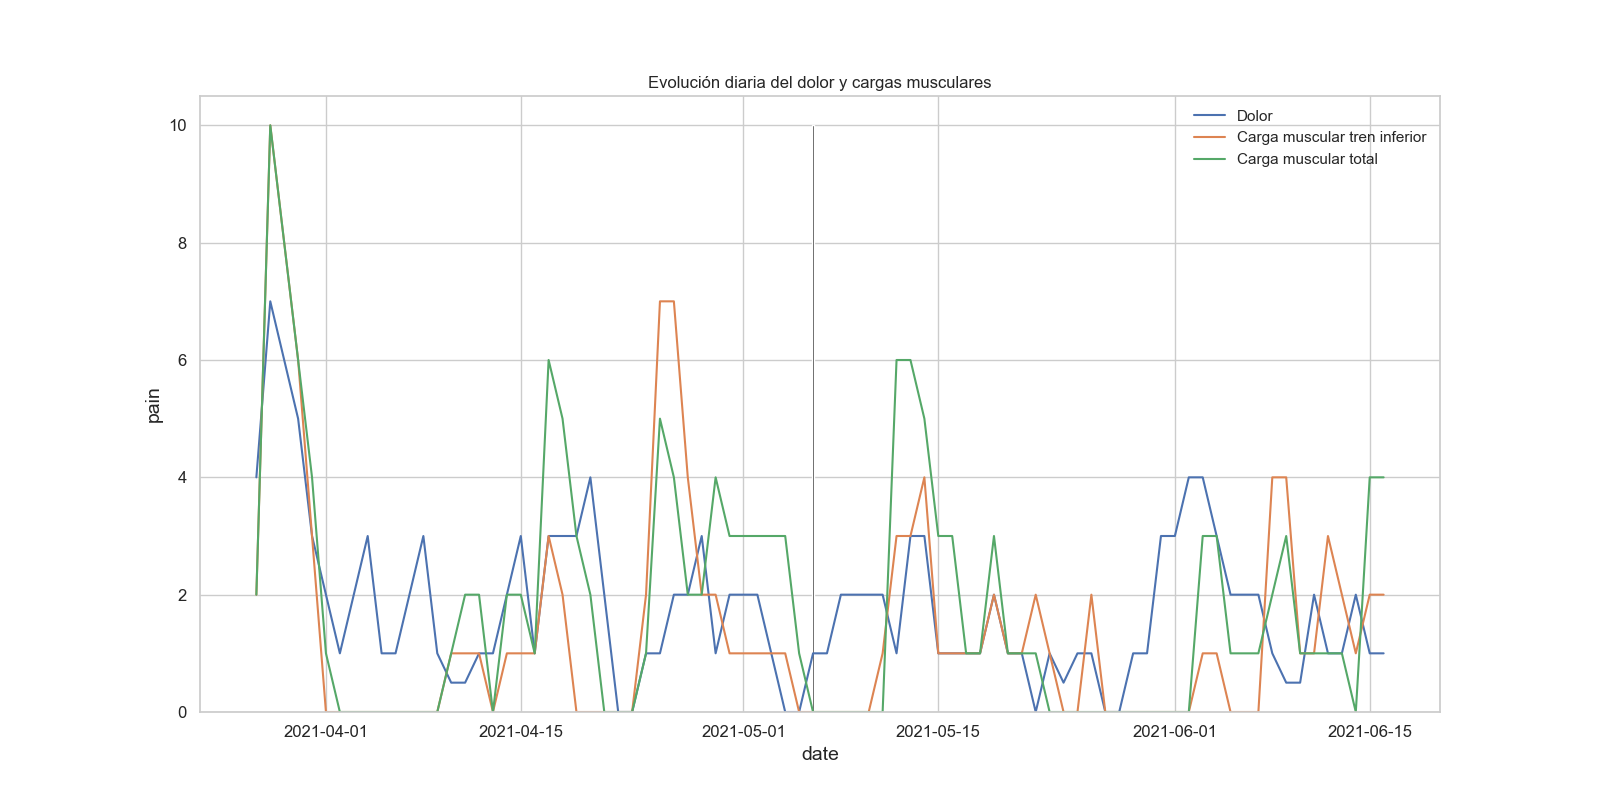 Evolución diaria del dolor y cargas musculares
Dolor
Carga muscular tren inferior
Carga muscular total
pain
10
8
6
4
2
0
2021-04-01
2021-04-15
2021-05-01
2021-05-15
2021-06-01
2021-06-15
date